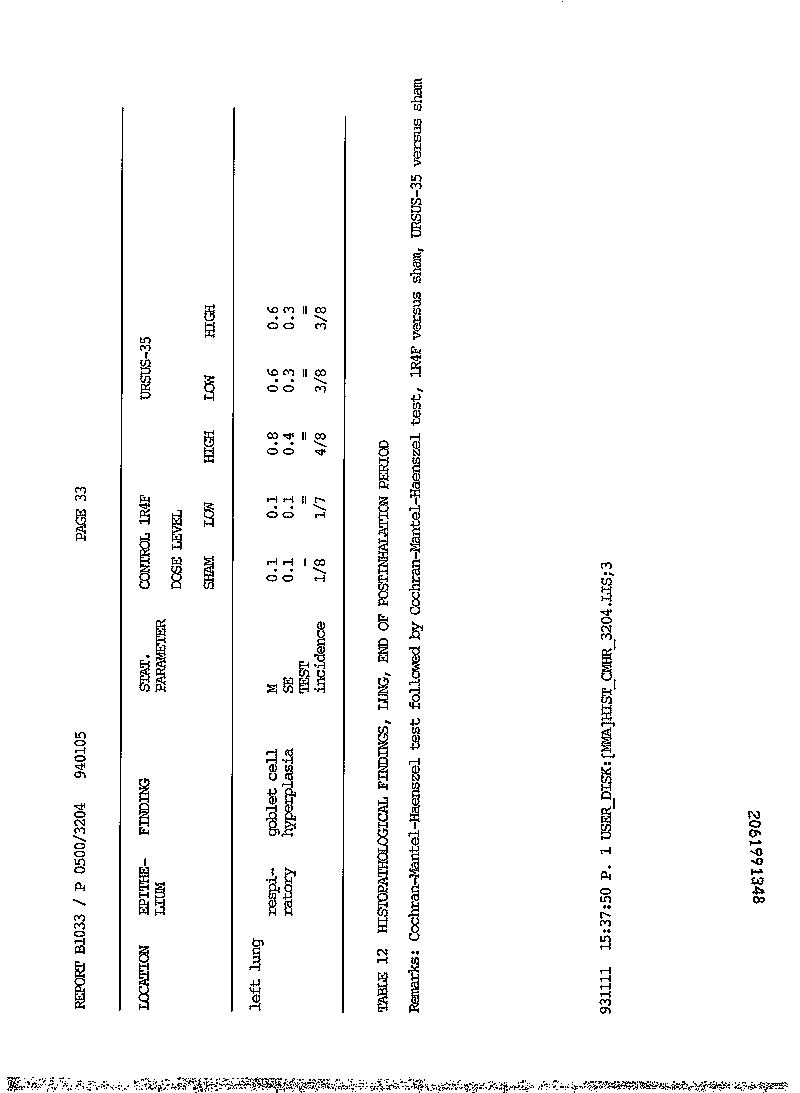 REPORT B1033 / P 0500/3204 940105 PAGE 33
LOCATION EPITHE- FINDING STAT. CONTROL 1R4F URSUS-35
LIUM PARAMETER DOSE LEVEL
SHAM LOW HIGH LOW HIGH
left lung
respi- goblet cell M 0.1 0.1 0.8 0.6 0.6
ratory hyperplasia SE 0.1 0.1 0.4 0.3 0.3
TEST - = = = =
incidence 1/8 1/7 4/8 3/8 3/8
TABLE 12 HISTOPATHOLOGICAL FINDINGS, LUNG, END OF POSTINHALATION PERIOD
Remarks: Cochran-Mantel-Haenszel test followed by Cochran-Mantel-Haenszel test, 1R4F versus sham, URSUS-35 versus sham
931111 15:37:50 P. 1 USER_DISK:[MMA]HIST_CMHR_3204.LIS;3
2061991348